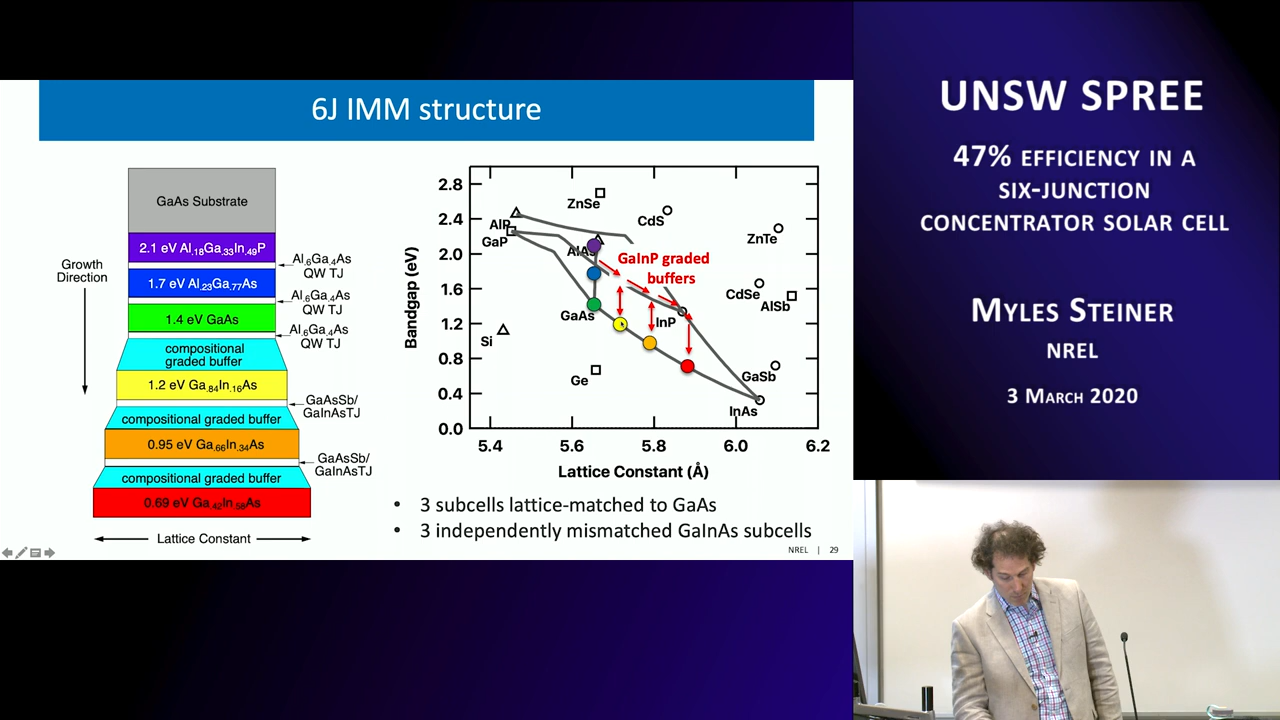 6J IMM structure
GaAs Substrate
2.1 eV Al.18Ga.33In.49P
1.7 eV Al.23Ga.77As
1.4 eV GaAs
compositional
graded buffer
1.2 eV Ga.84In.16As
compositional graded buffer
0.95 eV Ga.66In.34As
compositional graded buffer
0.69 eV Ga.42In.58As
Lattice Constant
Growth
Direction
Al.6Ga.4As
QW TJ
Al.6Ga.4As
QW TJ
Al.6Ga.4As
QW TJ
GaAsSb/
GaInAsTJ
GaAsSb/
GaInAsTJ
Bandgap (eV)
2.8
2.4
2.0
1.6
1.2
0.8
0.4
0.0
5.4
5.6
5.8
6.0
6.2
Lattice Constant (Å)
ZnSe
CdS
AlP
GaP
AlAs
ZnTe
GaInP graded
buffers
CdSe
AlSb
GaAs
InP
Si
Ge
GaSb
InAs
• 3 subcells lattice-matched to GaAs
• 3 independently mismatched GaInAs subcells
NREL | 29
UNSW SPREE
47% EFFICIENCY IN A
SIX-JUNCTION
CONCENTRATOR SOLAR CELL
MYLES STEINER
NREL
3 MARCH 2020